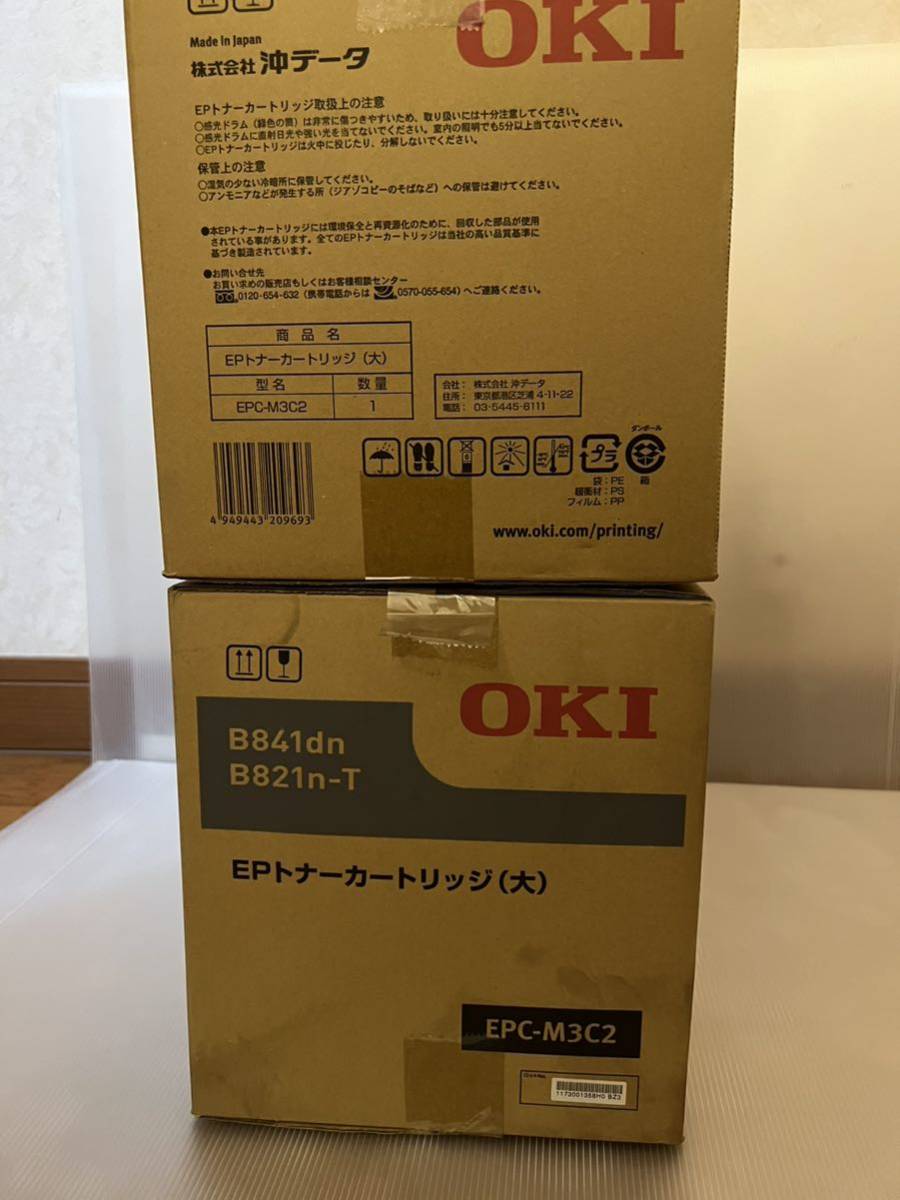 Made in Japan
株式会社 沖データ
OKI
EPトナーカートリッジ取扱上の注意
○感光ドラム（緑色の筒）は非常に傷つきやすいため、取り扱いには十分注意してください。
○感光ドラムに直射日光や強い光を当てないでください。室内の照明でも5分以上当てないでください。
○EPトナーカートリッジは火中に投じたり、分解しないでください。
保管上の注意
○湿気の少ない冷暗所に保管してください。
○アンモニアなどが発生する所（ジアゾコピーのそばなど）への保管は避けてください。
●本EPトナーカートリッジには環境保全と再資源化のために、回収した部品が使用
されている事があります。全てのEPトナーカートリッジは当社の高い品質基準に
基づき製造されています。
●お問い合せ先
お買い求めの販売店もしくはお客様相談センター
0120-654-632（携帯電話からは 0570-055-654）へご連絡ください。
商品名
EPトナーカートリッジ（大）
型名 数量
EPC-M3C2 1
会社： 株式会社 沖データ
住所： 東京都港区芝浦 4-11-22
電話： 03-5445-6111
ダンボール
プラ
袋：PE 箱
緩衝材：PS
フィルム：PP
4 949443 209693
www.oki.com/printing/
OKI
B841dn
B821n-T
EPトナーカートリッジ（大）
EPC-M3C2
1173001358H0 BZ3